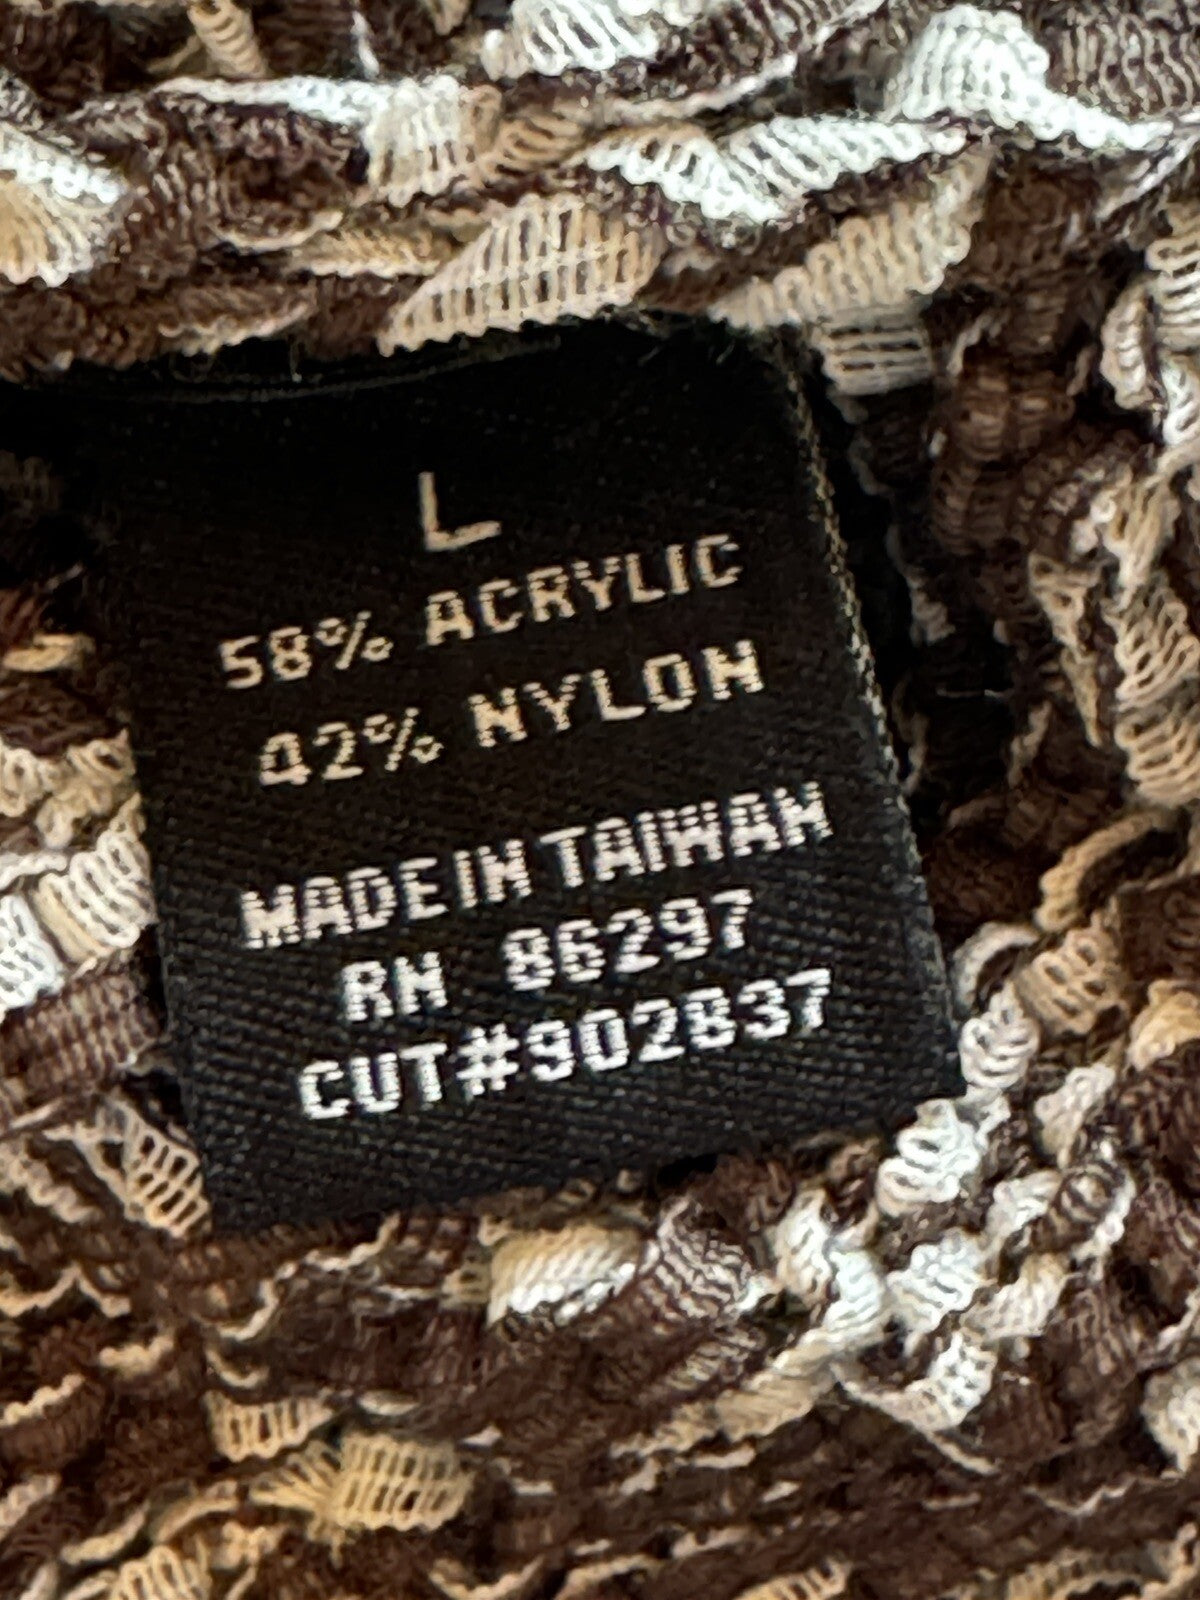 L
58% ACRYLIC
42% NYLON
MADE IN TAIWAN
RN 86297
CUT#902837